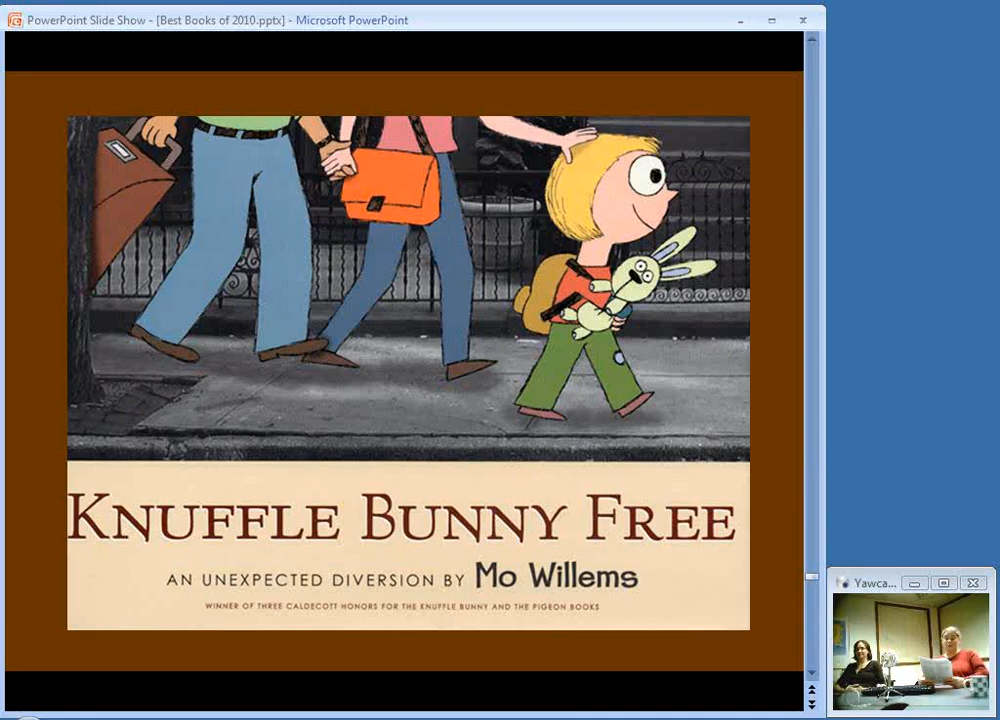 PowerPoint Slide Show - [Best Books of 2010.pptx] - Microsoft PowerPoint
KNUFFLE BUNNY FREE
AN UNEXPECTED DIVERSION BY Mo Willems
WINNER OF THREE CALDECOTT HONORS FOR THE KNUFFLE BUNNY AND THE PIGEON BOOKS
Yawca...